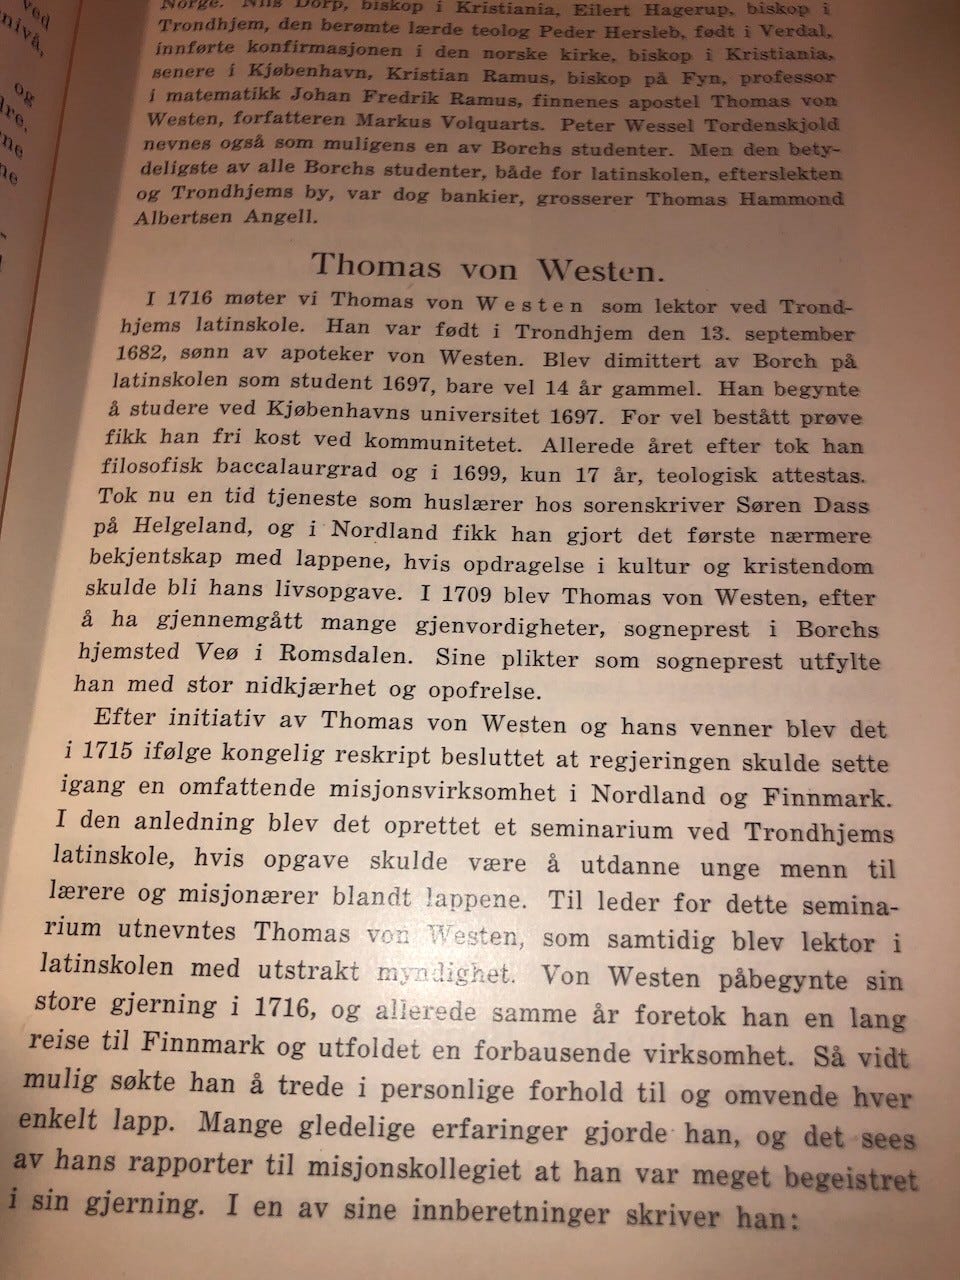 ved
nivå,
og
dre,
ne
ne
Norge. Nils Dorp, biskop i Kristiania, Eilert Hagerup, biskop i
Trondhjem, den berømte lærde teolog Peder Hersleb, født i Verdal,
innførte konfirmasjonen i den norske kirke, biskop i Kristiania,
senere i Kjøbenhavn, Kristian Ramus, biskop på Fyn, professor
i matematikk Johan Fredrik Ramus, finnenes apostel Thomas von
Westen, forfatteren Markus Volquarts. Peter Wessel Tordenskjold
nevnes også som muligens en av Borchs studenter. Men den bety-
deligste av alle Borchs studenter, både for latinskolen, efterslekten
og Trondhjems by, var dog bankier, grosserer Thomas Hammond
Albertsen Angell.
Thomas von Westen.
I 1716 møter vi Thomas von Westen som lektor ved Trond-
hjems latinskole. Han var født i Trondhjem den 13. september
1682, sønn av apoteker von Westen. Blev dimittert av Borch på
latinskolen som student 1697, bare vel 14 år gammel. Han begynte
å studere ved Kjøbenhavns universitet 1697. For vel bestått prøve
fikk han fri kost ved kommunitetet. Allerede året efter tok han
filosofisk baccalaurgrad og i 1699, kun 17 år, teologisk attestas.
Tok nu en tid tjeneste som huslærer hos sorenskriver Søren Dass
på Helgeland, og i Nordland fikk han gjort det første nærmere
bekjentskap med lappene, hvis opdragelse i kultur og kristendom
skulde bli hans livsopgave. I 1709 blev Thomas von Westen, efter
å ha gjennemgått mange gjenvordigheter, sogneprest i Borchs
hjemsted Veø i Romsdalen. Sine plikter som sogneprest utfylte
han med stor nidkjærhet og opofrelse.
Efter initiativ av Thomas von Westen og hans venner blev det
i 1715 ifølge kongelig reskript besluttet at regjeringen skulde sette
igang en omfattende misjonsvirksomhet i Nordland og Finnmark.
I den anledning blev det oprettet et seminarium ved Trondhjems
latinskole, hvis opgave skulde være å utdanne unge menn til
lærere og misjonærer blandt lappene. Til leder for dette semina-
rium utnevntes Thomas von Westen, som samtidig blev lektor i
latinskolen med utstrakt myndighet. Von Westen påbegynte sin
store gjerning i 1716, og allerede samme år foretok han en lang
reise til Finnmark og utfoldet en forbausende virksomhet. Så vidt
mulig søkte han å trede i personlige forhold til og omvende hver
enkelt lapp. Mange gledelige erfaringer gjorde han, og det sees
av hans rapporter til misjonskollegiet at han var meget begeistret
i sin gjerning. I en av sine innberetninger skriver han: